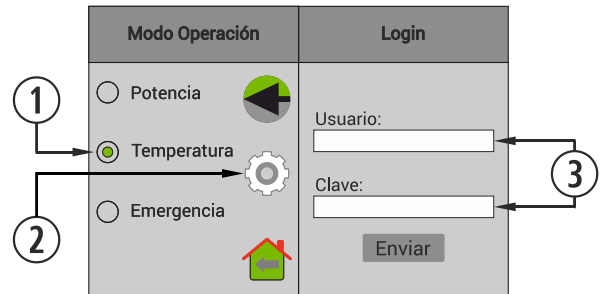 Modo Operación
Login
1
Potencia
Usuario:
Temperatura
3
Clave:
Emergencia
2
Enviar